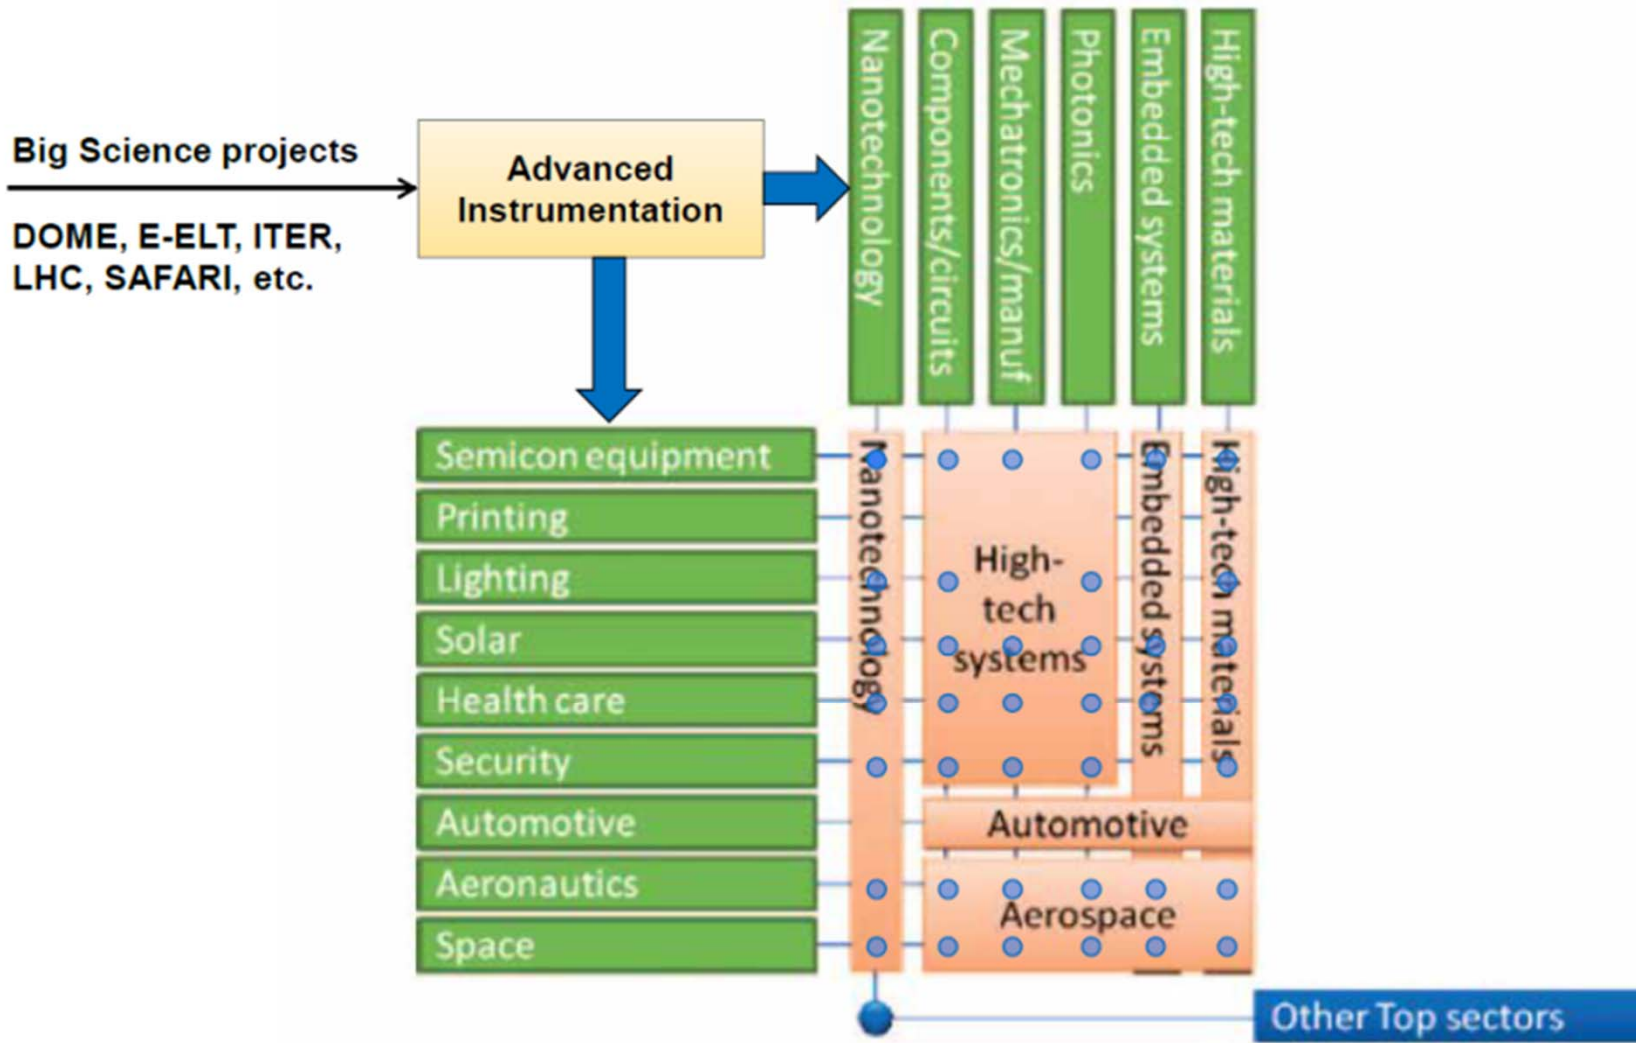 Big Science projects
DOME, E-ELT, ITER,
LHC, SAFARI, etc.
Advanced
Instrumentation
Nanotechnology
Components/circuits
Mechatronics/manuf
Photonics
Embedded systems
High-tech materials
Semicon equipment
Printing
Lighting
Solar
Health care
Security
Automotive
Aeronautics
Space
Nanotechnology
High-
tech
systems
Embedded systems
High-tech materials
Automotive
Aerospace
Other Top sectors